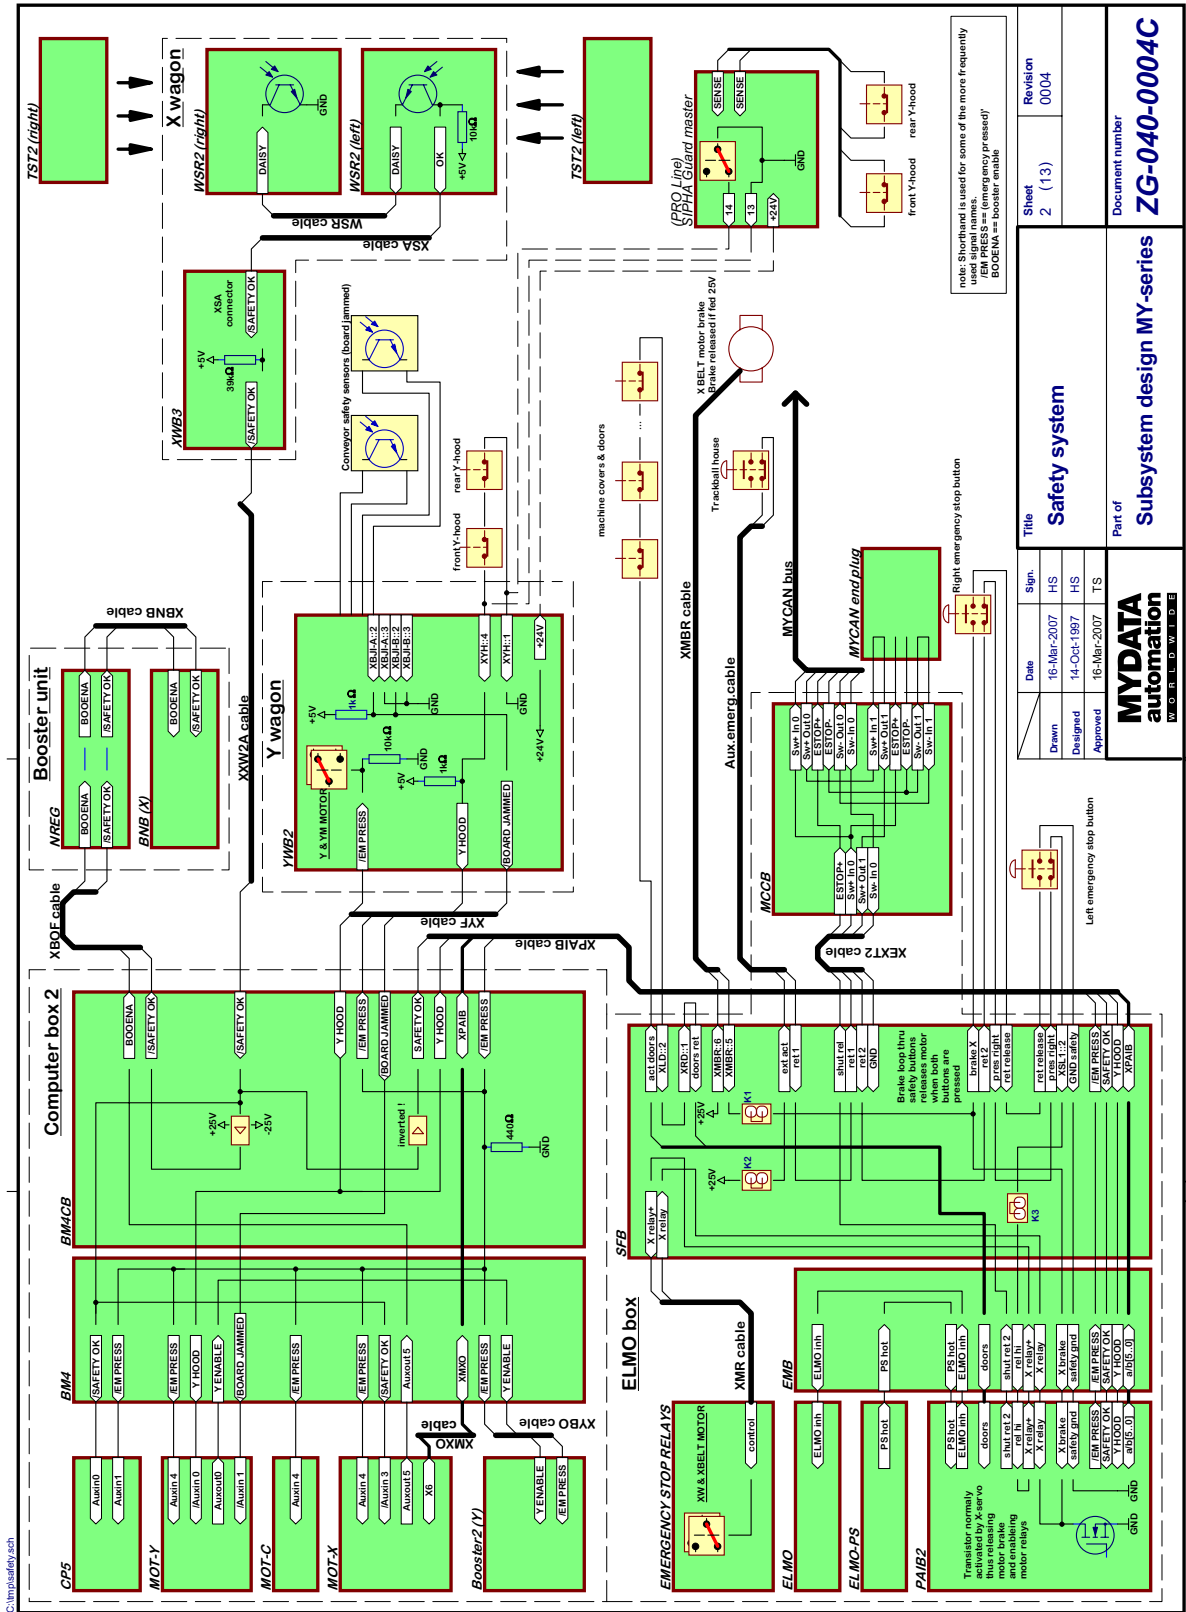 C:\tmp\safety.sch
TST2 (right)
X wagon
WSR2 (right)
DAISY
GND
WSR cable
WSR2 (left)
DAISY
OK
+5V
10kΩ
TST2 (left)
XSA cable
XWB3
+5V
39kΩ
/SAFETY OK
/SAFETY OK
XSA
connector
(PRO Line)
SIPHA Glard master
14
13
+24V
SENSE
SENSE
GND
front Y-hood
rear Y-hood
note: Shorthand is used for some of the more frequently
used signal names.
/EM PRESS == (emergency pressed)'
BOOENA == booster enable
Booster unit
NREG
BOOENA
BOOENA
/SAFETY OK
/SAFETY OK
BNB (X)
BOOENA
/SAFETY OK
XBNB cable
XBOF cable
XXW2A cable
Conveyor safety sensors (board jammed)
front Y-hood
rear Y-hood
Y wagon
YWB2
Y & YM MOTOR
/EM PRESS
10kΩ
GND
+5V
1kΩ
+5V
1kΩ
Y HOOD
/BOARD JAMMED
XBJI-A::2
XBJI-A::3
XBJI-B::2
XBJI-B::3
GND
XYH::4
XYH::1
GND
+24V
+24V
XYF cable
XPAIB cable
machine covers & doors
...
X BELT motor brake
Brake released if fed 25V
XMBR cable
Trackball house
Aux.emerg.cable
MYCAN bus
MYCAN end plug
Right emergency stop button
Left emergency stop button
MCCB
ESTOP+
Sw+ In 0
Sw+ Out 1
Sw- In 0
Sw+ In 0
Sw+ Out 0
ESTOP+
ESTOP-
Sw- Out 0
Sw- In 0
Sw+ In 1
Sw+ Out 1
ESTOP+
ESTOP-
Sw- Out 1
Sw- In 1
XEXT2 cable
Computer box 2
BM4CB
BOOENA
/SAFETY OK
/SAFETY OK
Y HOOD
/EM PRESS
/BOARD JAMMED
SAFETY OK
Y HOOD
XPAIB
/EM PRESS
+25V
-25V
inverted !
440Ω
GND
BM4
/SAFETY OK
/EM PRESS
/EM PRESS
Y HOOD
Y ENABLE
/BOARD JAMMED
/EM PRESS
/EM PRESS
/SAFETY OK
Auxout 5
XMO
/EM PRESS
Y ENABLE
CP5
Auxin0
Auxin1
MOT-Y
Auxin 4
/Auxin 0
Auxout0
/Auxin 1
MOT-C
Auxin 4
MOT-X
Auxin 4
/Auxin 3
Auxout5
X6
XMXO
cable
XYBO cable
Booster2 (Y)
Y ENABLE
/EM PRESS
ELMO box
SFB
X relay+
X relay
+25V
K2
+25V
K1
K3
act doors
XLD::2
XRD::1
doors ret
XMBR::6
XMBR::5
ext act
ret 1
shut rel
ret1
ret2
GND
Brake loop thru
safety buttons
releases motor
when both
buttons are
pressed
brake X
ret 2
pres right
ret release
ret release
pres right
XSL1::2
GND safety
/EM PRESS
SAFETY OK
Y HOOD
XPAIB
EMERGENCY STOP RELAYS
XW & XBELT MOTOR
control
XMR cable
EMB
ELMO inh
PS hot
PS hot
ELMO inh
doors
shut ret 2
rel hi
X relay+
X relay
X brake
safety gnd
/EM PRESS
SAFETY OK
Y HOOD
a/b[5..0]
ELMO
ELMO inh
ELMO-PS
PS hot
PAIB2
PS hot
ELMO inh
doors
shut ret 2
rel hi
X relay+
X relay
X brake
safety gnd
/EM PRESS
SAFETY OK
Y HOOD
a/b[5..0]
Transistor normaly
activated by X-servo
thus releasing
motor brake
and enableing
motor relays
GND
GND
MYDATA
automation
WORLDWIDE
Date
Sign.
Drawn
16-Mar-2007
HS
Designed
14-Oct-1997
HS
Approved
16-Mar-2007
TS
Title
Safety system
Part of
Subsystem design MY-series
Sheet
2 (13)
Revision
0004
Document number
ZG-040-0004C